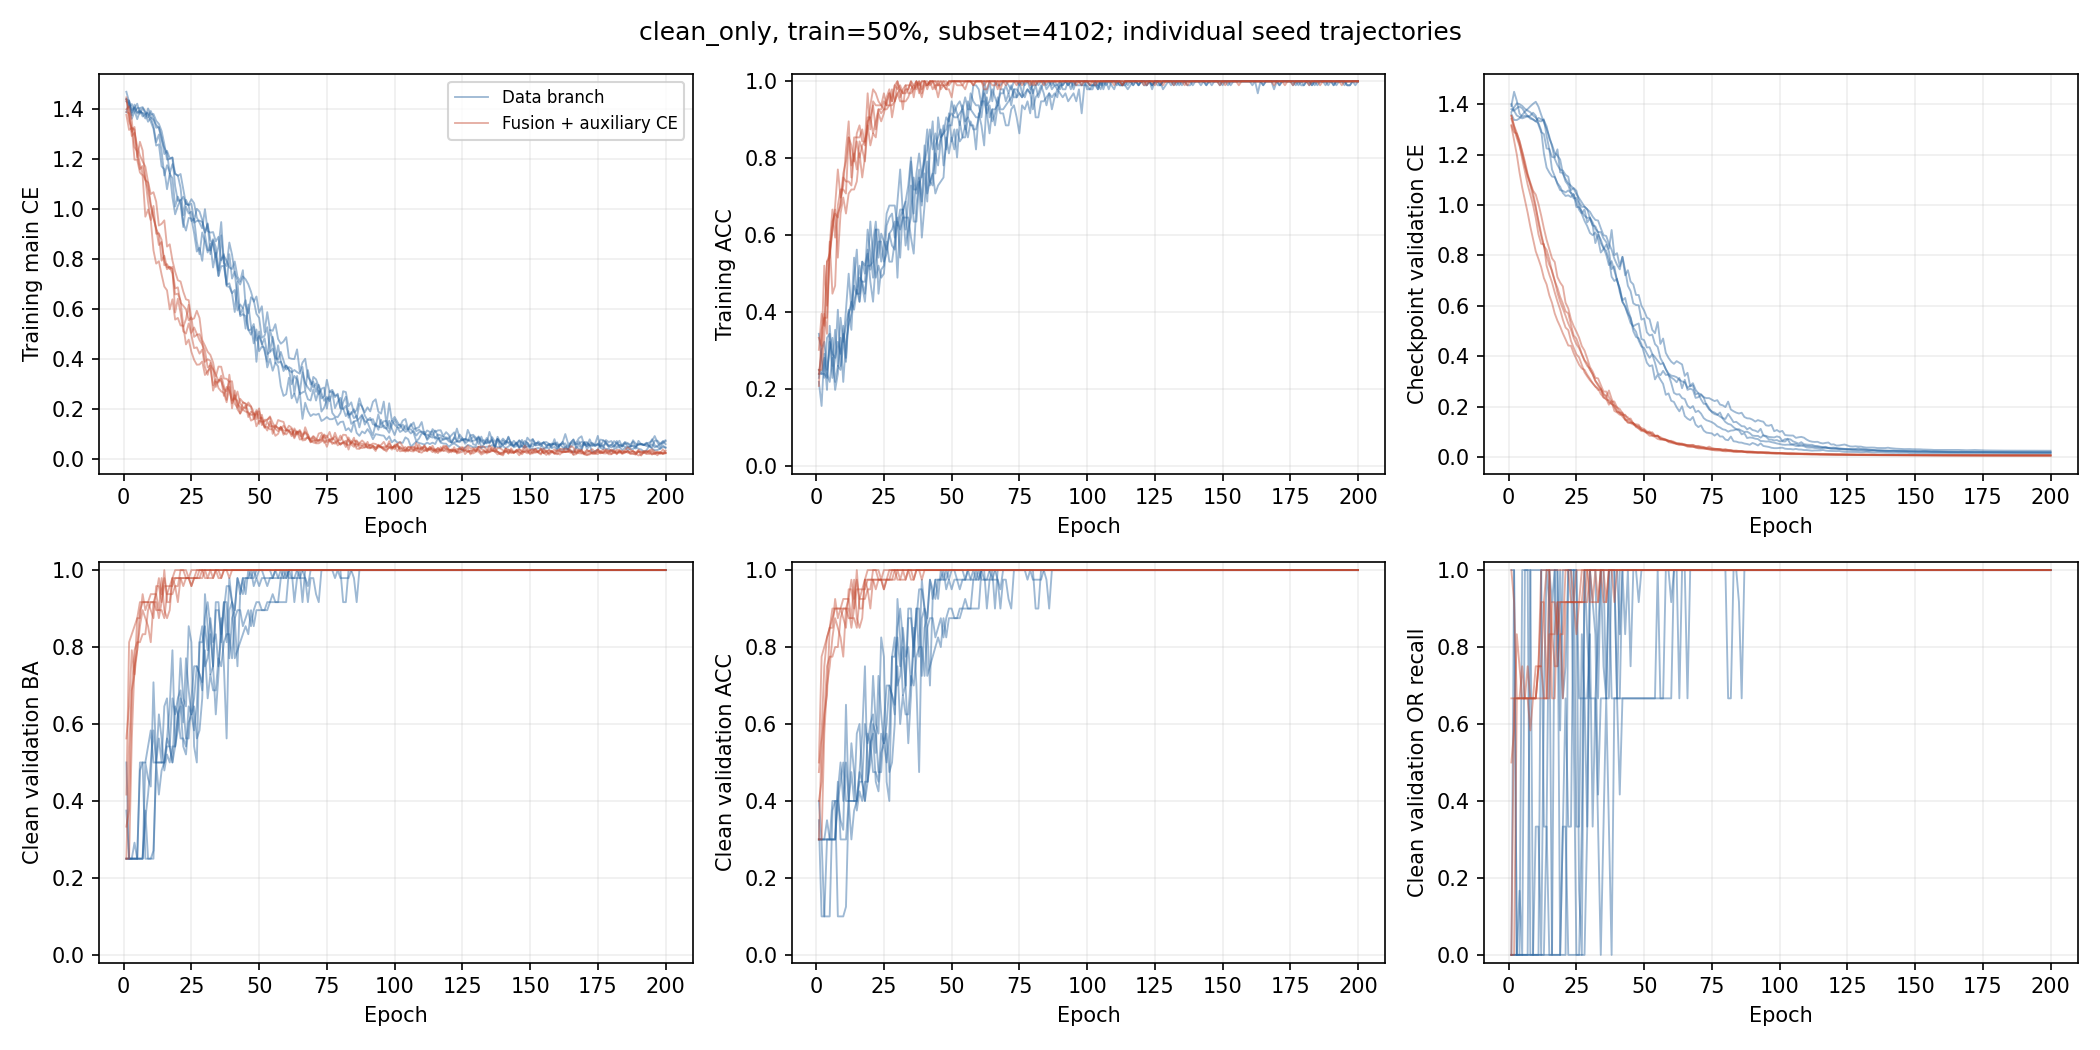 clean_only, train=50%, subset=4102; individual seed trajectories
Training main CE
1.4
1.2
1.0
0.8
0.6
0.4
0.2
0.0
Data branch
Fusion + auxiliary CE
0 25 50 75 100 125 150 175 200
Epoch
Training ACC
1.0
0.8
0.6
0.4
0.2
0.0
0 25 50 75 100 125 150 175 200
Epoch
Checkpoint validation CE
1.4
1.2
1.0
0.8
0.6
0.4
0.2
0.0
0 25 50 75 100 125 150 175 200
Epoch
Clean validation BA
1.0
0.8
0.6
0.4
0.2
0.0
0 25 50 75 100 125 150 175 200
Epoch
Clean validation ACC
1.0
0.8
0.6
0.4
0.2
0.0
0 25 50 75 100 125 150 175 200
Epoch
Clean validation OR recall
1.0
0.8
0.6
0.4
0.2
0.0
0 25 50 75 100 125 150 175 200
Epoch